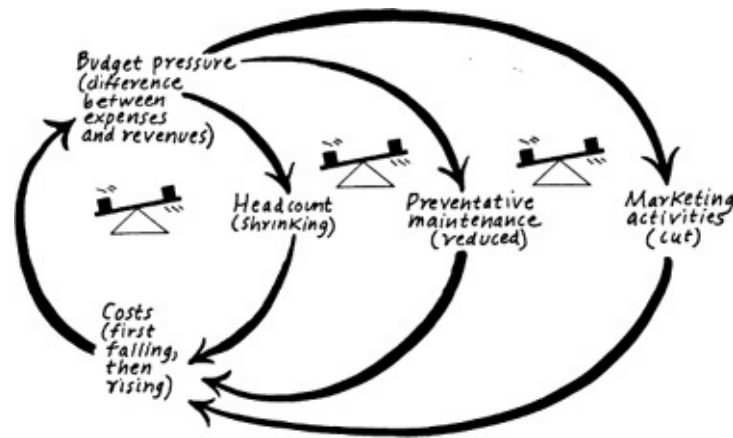 Budget pressure
(difference
between
expenses
and revenues)
Headcount
(shrinking)
Preventative
maintenance
(reduced)
Marketing
activities
(cut)
Costs
(first
falling,
then
rising)